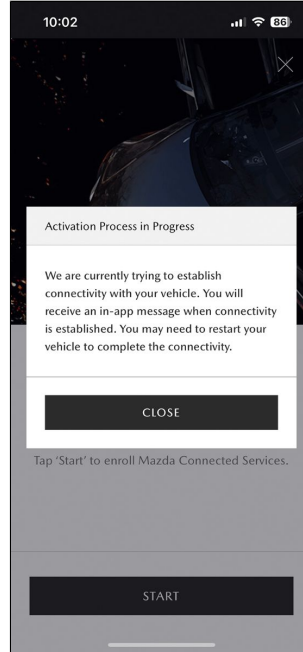 10:02
86
Activation Process in Progress
We are currently trying to establish
connectivity with your vehicle. You will
receive an in-app message when connectivity
is established. You may need to restart your
vehicle to complete the connectivity.
CLOSE
Tap ‘Start’ to enroll Mazda Connected Services.
START